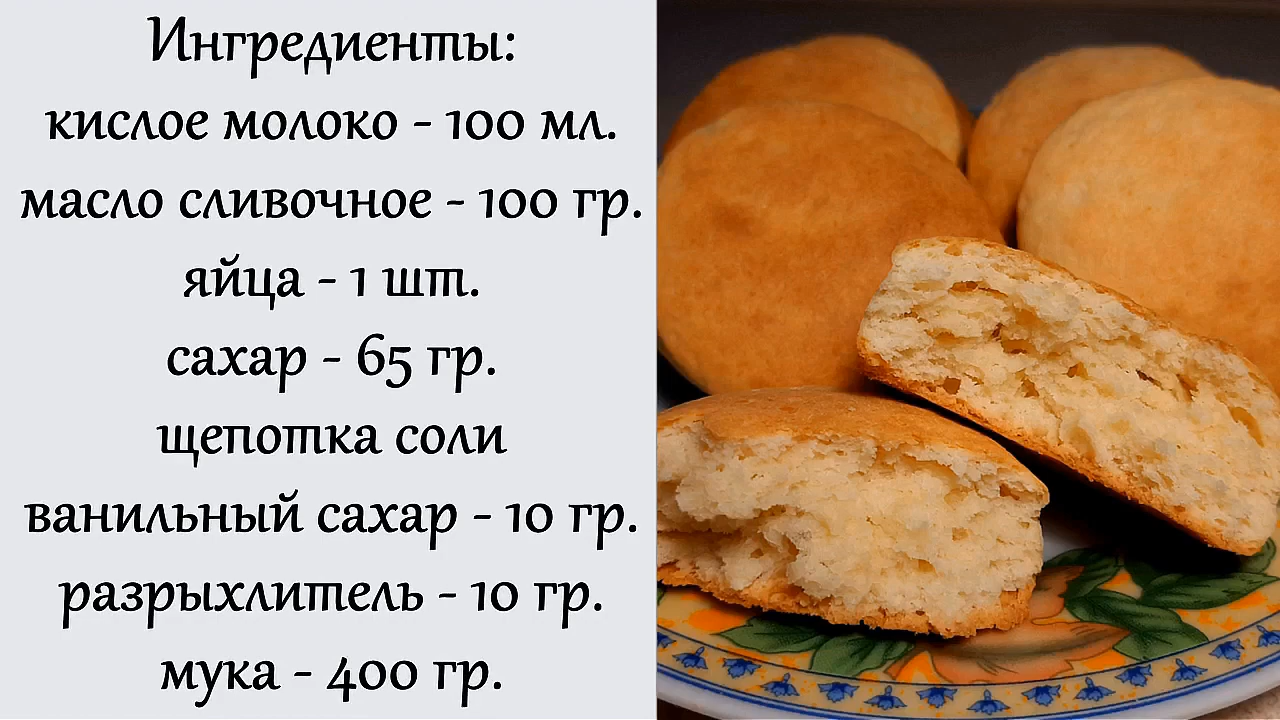 Ингредиенты:
кислое молоко - 100 мл.
масло сливочное - 100 гр.
яйца - 1 шт.
сахар - 65 гр.
щепотка соли
ванильный сахар - 10 гр.
разрыхлитель - 10 гр.
мука - 400 гр.